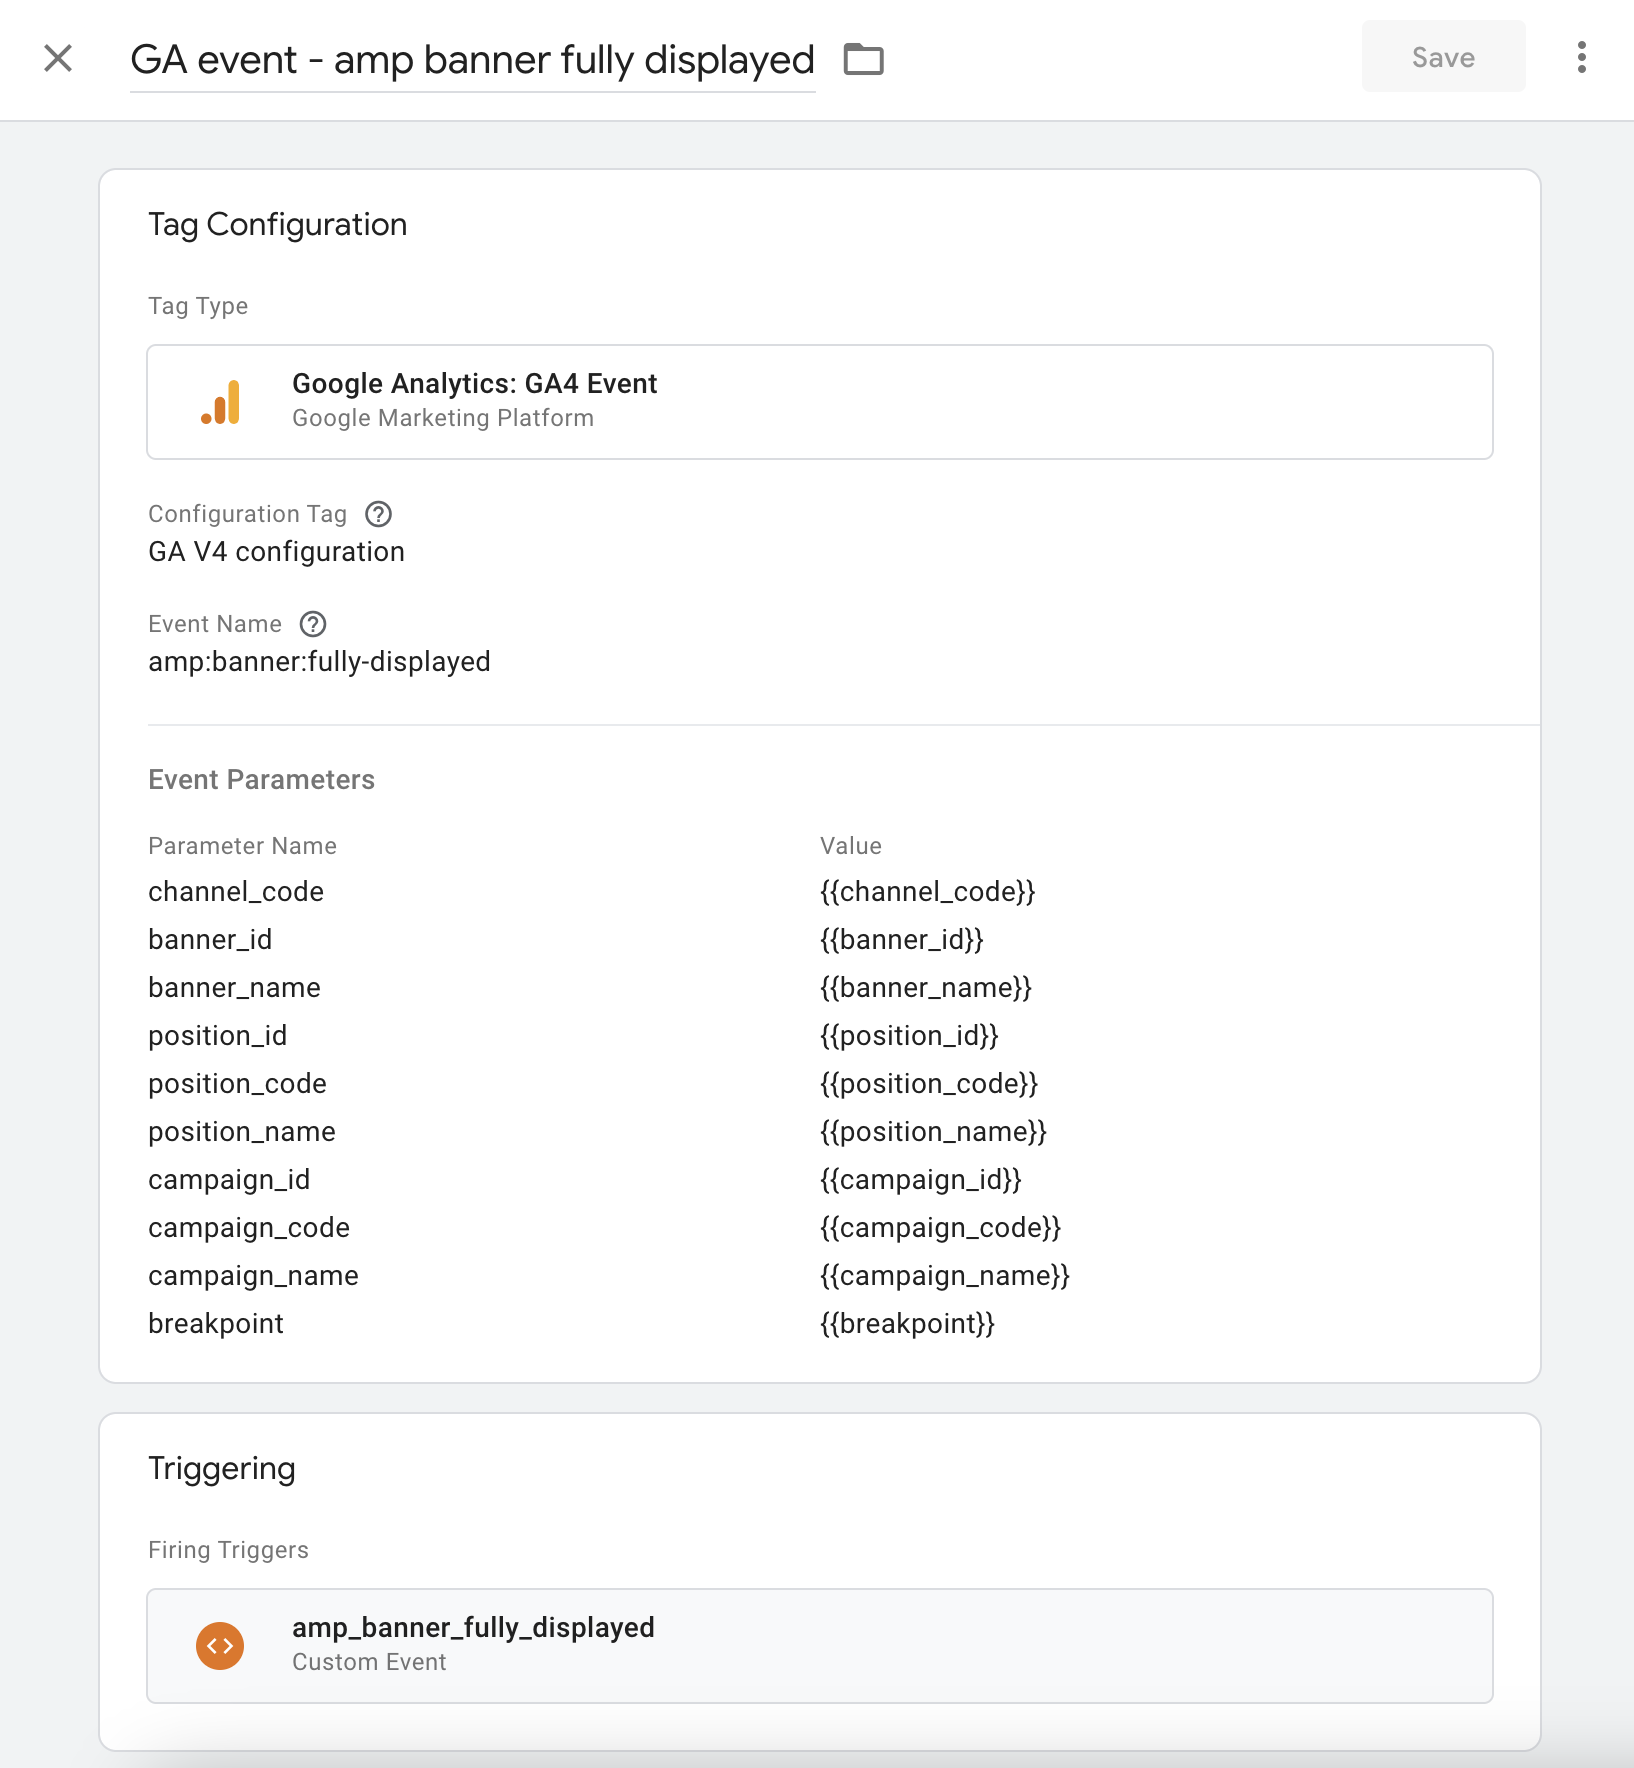 GA event - amp banner fully displayed
Save
Tag Configuration
Tag Type
Google Analytics: GA4 Event
Google Marketing Platform
Configuration Tag
GA V4 configuration
Event Name
amp:banner:fully-displayed
Event Parameters
Parameter Name Value
channel_code {{channel_code}}
banner_id {{banner_id}}
banner_name {{banner_name}}
position_id {{position_id}}
position_code {{position_code}}
position_name {{position_name}}
campaign_id {{campaign_id}}
campaign_code {{campaign_code}}
campaign_name {{campaign_name}}
breakpoint {{breakpoint}}
Triggering
Firing Triggers
amp_banner_fully_displayed
Custom Event